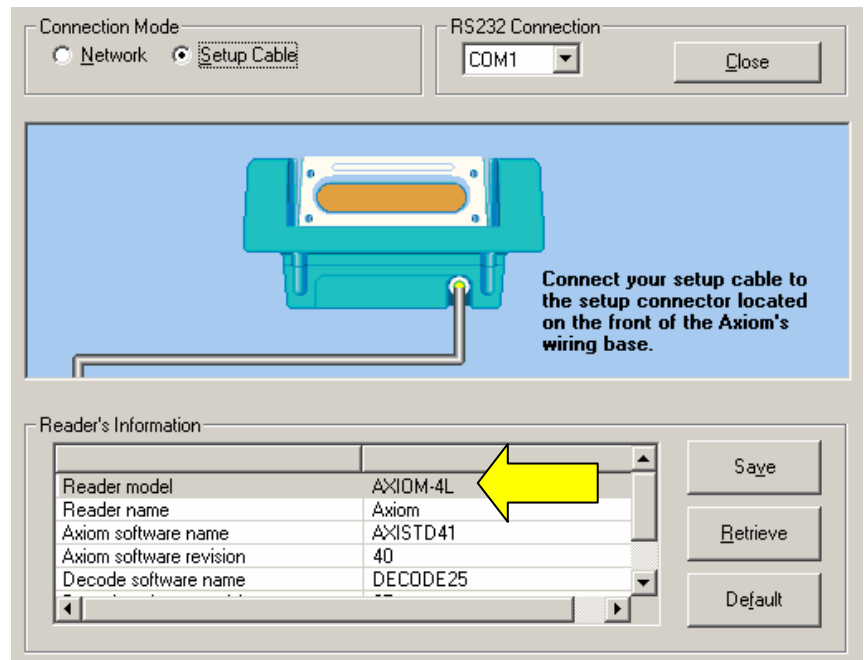 Connection Mode
Network Setup Cable
RS232 Connection
COM1
Close
Connect your setup cable to
the setup connector located
on the front of the Axiom's
wiring base.
Reader's Information
Reader model AXIOM-4L
Reader name Axiom
Axiom software name AXISTD41
Axiom software revision 40
Decode software name DECODE25
Save
Retrieve
Default